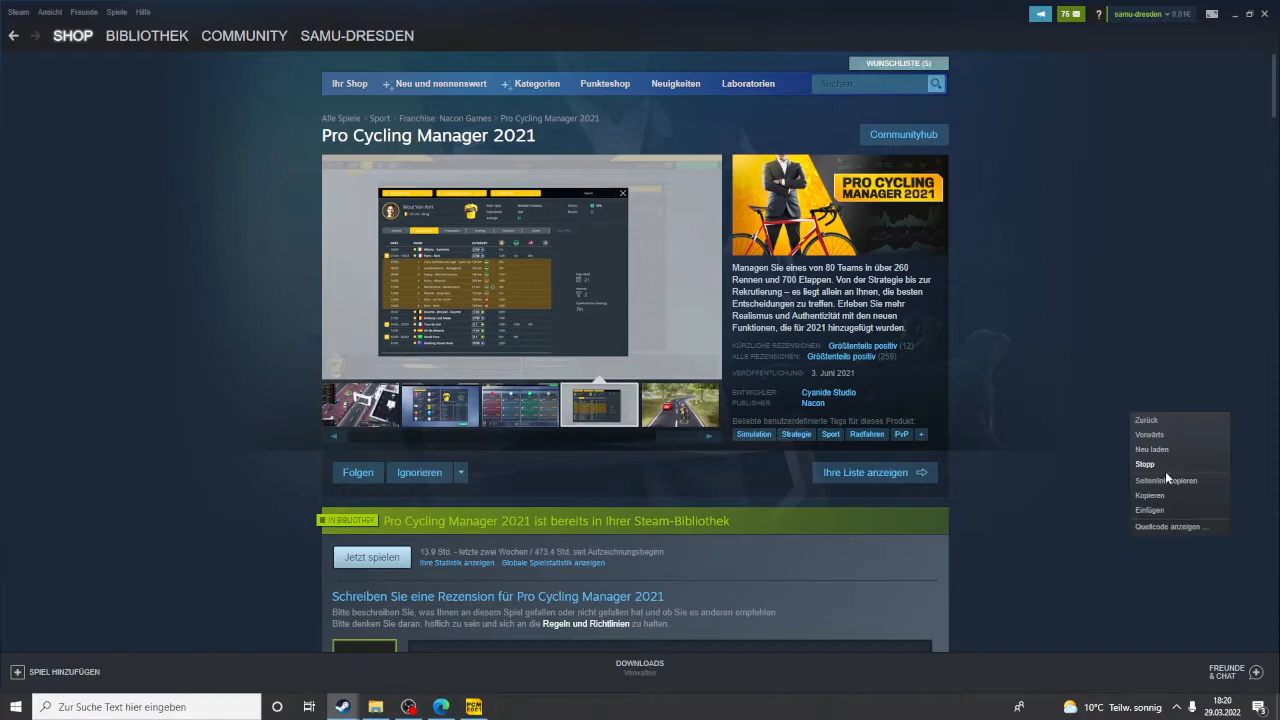 Steam Ansicht Freunde Spiele Hilfe
75
?
samu-dresden 0.01€
SHOP BIBLIOTHEK COMMUNITY SAMU-DRESDEN
WUNSCHLISTE (5)
Ihr Shop Neu und nennenswert Kategorien Punkteshop Neuigkeiten Laboratorien Suchen
Alle Spiele > Sport > Franchise: Nacon Games > Pro Cycling Manager 2021
Pro Cycling Manager 2021
Communityhub
Wout Van Aert
PRO CYCLING
MANAGER 2021
Managen Sie eines von 80 Teams in über 200
Rennen und 700 Etappen. Von der Strategie bis zur
Rekrutierung – es liegt allein an Ihnen, die besten
Entscheidungen zu treffen. Erleben Sie mehr
Realismus und Authentizität mit den neuen
Funktionen, die für 2021 hinzugefügt wurden.
KÜRZLICHE REZENSIONEN: Größtenteils positiv (12)
ALLE REZENSIONEN: Größtenteils positiv (259)
VERÖFFENTLICHUNG: 3. Juni 2021
ENTWICKLER: Cyanide Studio
PUBLISHER: Nacon
Beliebte benutzerdefinierte Tags für dieses Produkt:
Simulation Strategie Sport Radfahren PvP +
Zurück
Vorwärts
Neu laden
Stopp
Seitenlink kopieren
Kopieren
Einfügen
Quellcode anzeigen ...
Folgen Ignorieren Ihre Liste anzeigen
IN BIBLIOTHEK Pro Cycling Manager 2021 ist bereits in Ihrer Steam-Bibliothek
Jetzt spielen
13.9 Std. - letzte zwei Wochen / 473.4 Std. seit Aufzeichnungsbeginn
Ihre Statistik anzeigen Globale Spielstatistik anzeigen
Schreiben Sie eine Rezension für Pro Cycling Manager 2021
Bitte beschreiben Sie, was Ihnen an diesem Spiel gefallen oder nicht gefallen hat und ob Sie es anderen empfehlen
Bitte denken Sie daran, höflich zu sein und sich an die Regeln und Richtlinien zu halten.
SPIEL HINZUFÜGEN
DOWNLOADS
Verwalten
FREUNDE
& CHAT
Zur Suche Text hier eingeben
PCM
2021
10°C Teilw. sonnig
18:20
29.03.2022
3